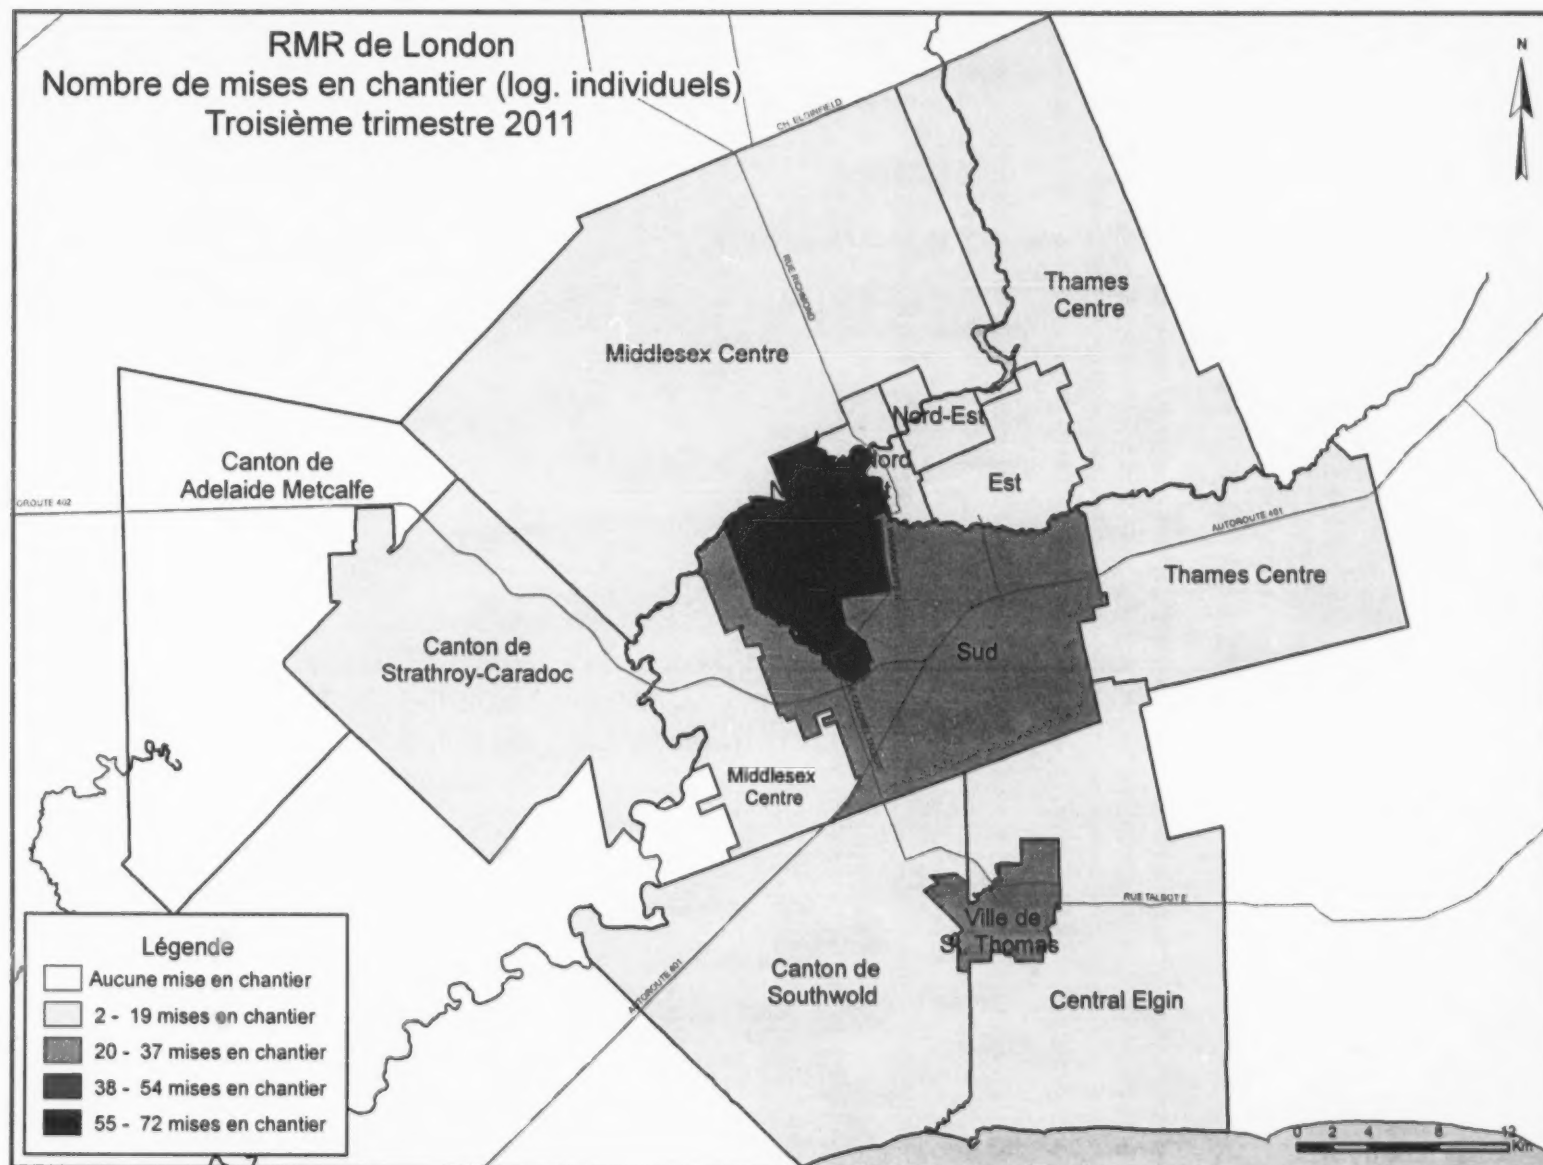 RMR de London
Nombre de mises en chantier (log. individuels)
Troisième trimestre 2011
N
RUE RICHMOND
Thames
Centre
Middlesex Centre
Nord-Est
Nord
Est
Canton de
Adelaide Metcalfe
AUTOROUTE 401
Thames Centre
Canton de
Strathroy-Caradoc
Sud
Middlesex
Centre
RUE TALBOT E
Ville de
St. Thomas
Canton de
Southwold
AUTOROUTE 401
Central Elgin
Légende
Aucune mise en chantier
2 - 19 mises en chantier
20 - 37 mises en chantier
38 - 54 mises en chantier
55 - 72 mises en chantier
0 2 4 8 12
Km